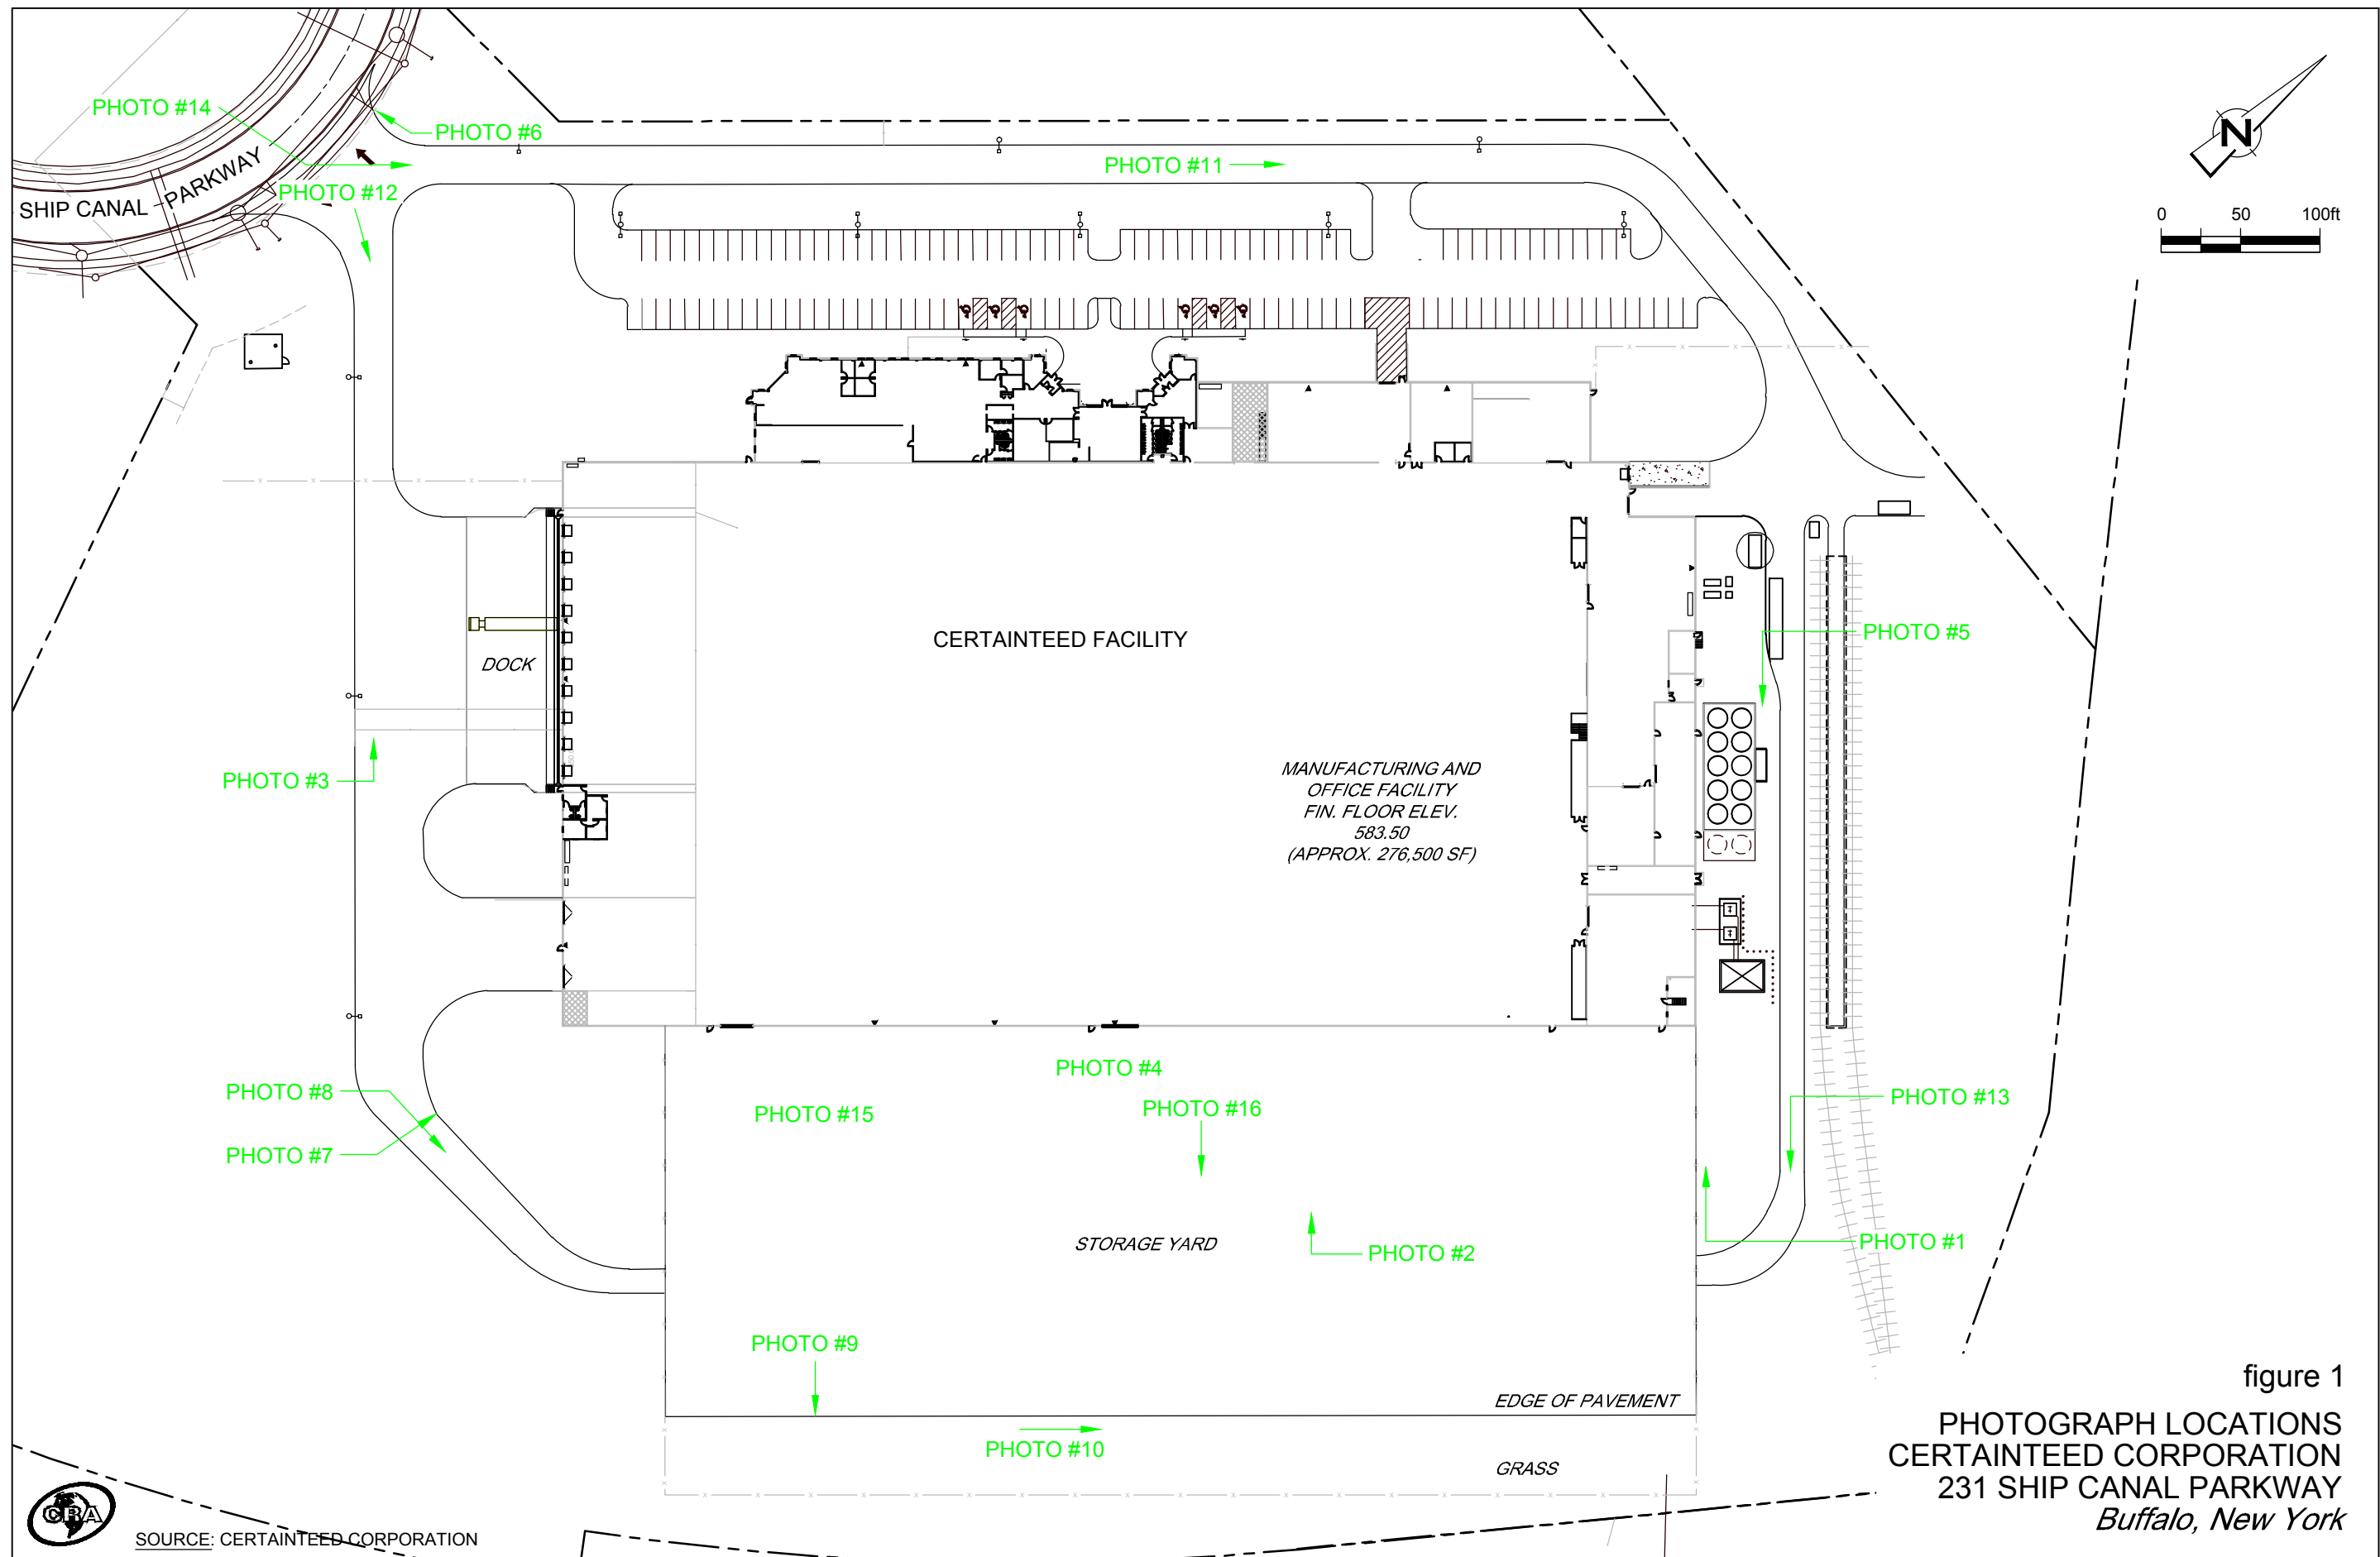 PHOTO #14
PHOTO #6
PHOTO #11
PHOTO #12
SHIP CANAL PARKWAY
N
0 50 100ft
CERTAINTEED FACILITY
DOCK
PHOTO #5
PHOTO #3
MANUFACTURING AND
OFFICE FACILITY
FIN. FLOOR ELEV.
583.50
(APPROX. 276,500 SF)
PHOTO #4
PHOTO #8
PHOTO #15
PHOTO #16
PHOTO #13
PHOTO #7
STORAGE YARD
PHOTO #2
PHOTO #1
PHOTO #9
EDGE OF PAVEMENT
PHOTO #10
GRASS
figure 1
PHOTOGRAPH LOCATIONS
CERTAINTEED CORPORATION
231 SHIP CANAL PARKWAY
Buffalo, New York
CRA
SOURCE: CERTAINTEED CORPORATION